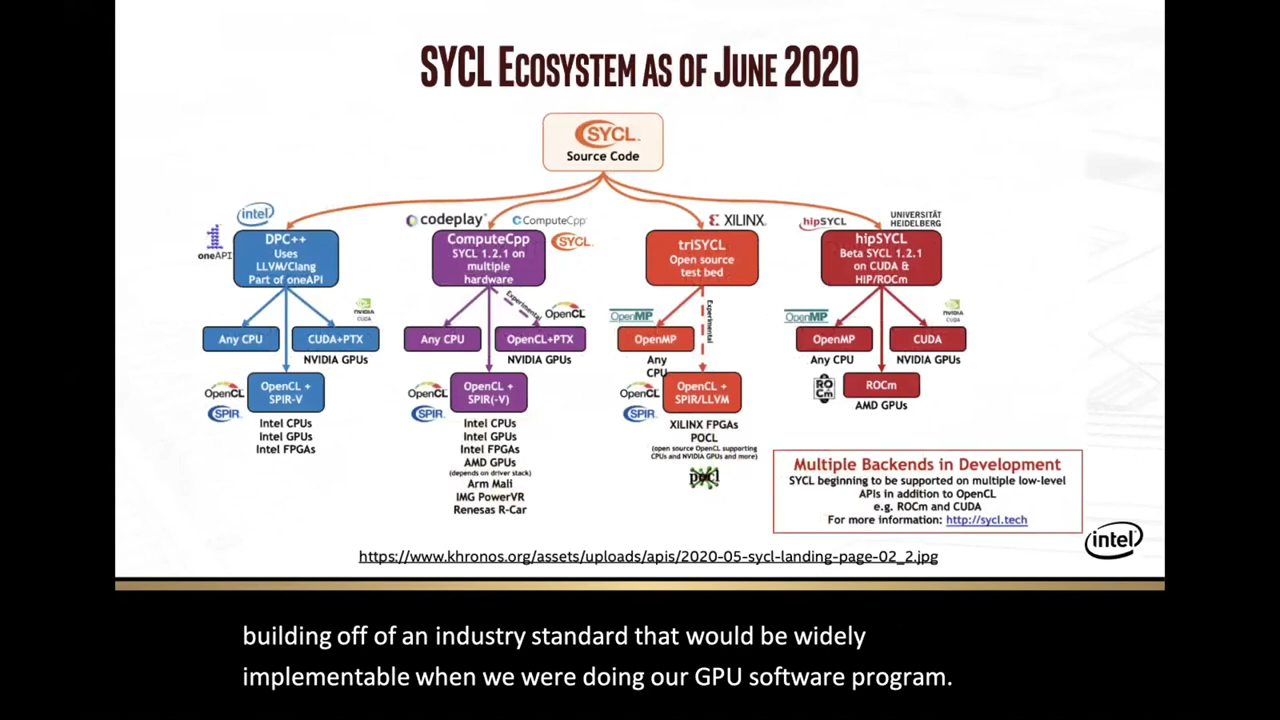 SYCL ECOSYSTEM AS OF JUNE 2020
SYCL
Source Code
intel
oneAPI
DPC++
Uses
LLVM/Clang
Part of oneAPI
NVIDIA
CUDA
Any CPU
CUDA+PTX
NVIDIA GPUs
OpenCL
SPIR
OpenCL +
SPIR-V
Intel CPUs
Intel GPUs
Intel FPGAs
codeplay
ComputeCpp
SYCL
ComputeCpp
SYCL 1.2.1 on
multiple
hardware
Experimental
OpenCL
Any CPU
OpenCL+PTX
NVIDIA GPUs
OpenCL
SPIR
OpenCL +
SPIR(-V)
Intel CPUs
Intel GPUs
Intel FPGAs
AMD GPUs
(depends on driver stack)
Arm Mali
IMG PowerVR
Renesas R-Car
XILINX
triSYCL
Open source
test bed
Experimental
OpenMP
OpenMP
Any
CPU
OpenCL
SPIR
OpenCL +
SPIR/LLVM
XILINX FPGAs
POCL
(open source OpenCL supporting
CPUs and NVIDIA GPUs and more)
pocl
hipSYCL
UNIVERSITÄT
HEIDELBERG
hipSYCL
Beta SYCL 1.2.1
on CUDA &
HIP/ROCm
OpenMP
NVIDIA
CUDA
OpenMP
Any CPU
CUDA
NVIDIA GPUs
ROCm
ROCm
AMD GPUs
Multiple Backends in Development
SYCL beginning to be supported on multiple low-level
APIs in addition to OpenCL
e.g. ROCm and CUDA
For more information: http://sycl.tech
intel
https://www.khronos.org/assets/uploads/apis/2020-05-sycl-landing-page-02_2.jpg
building off of an industry standard that would be widely
implementable when we were doing our GPU software program.